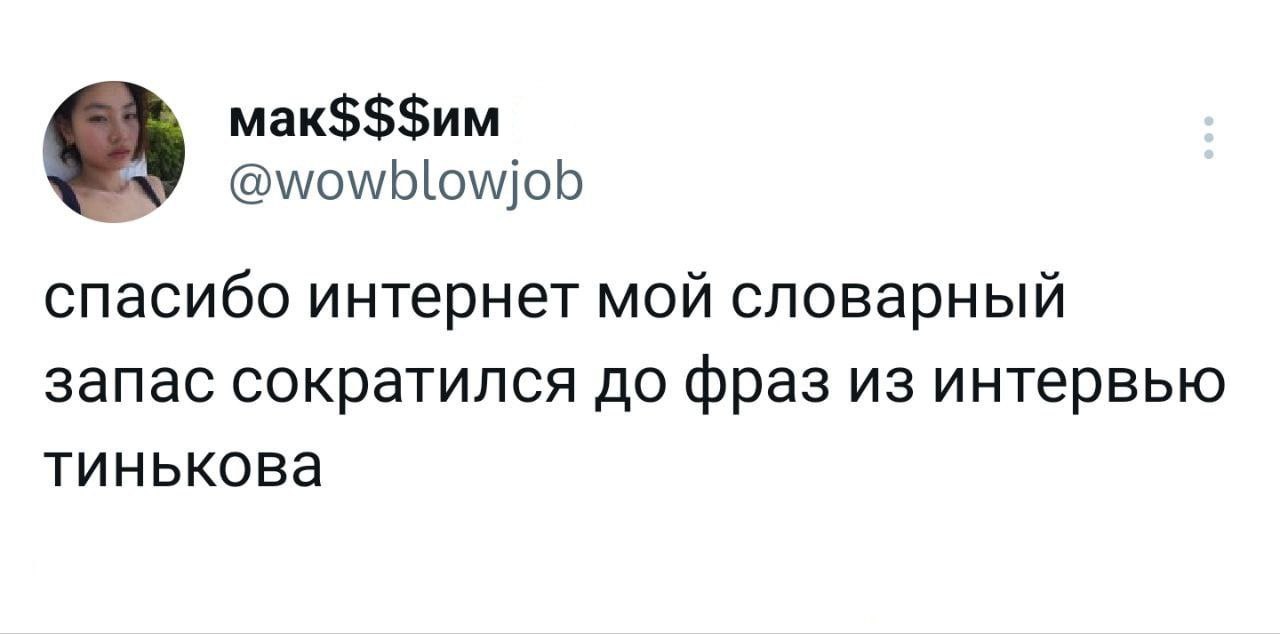 мак$$$им
@wowblowjob
спасибо интернет мой словарный
запас сократился до фраз из интервью
тинькова